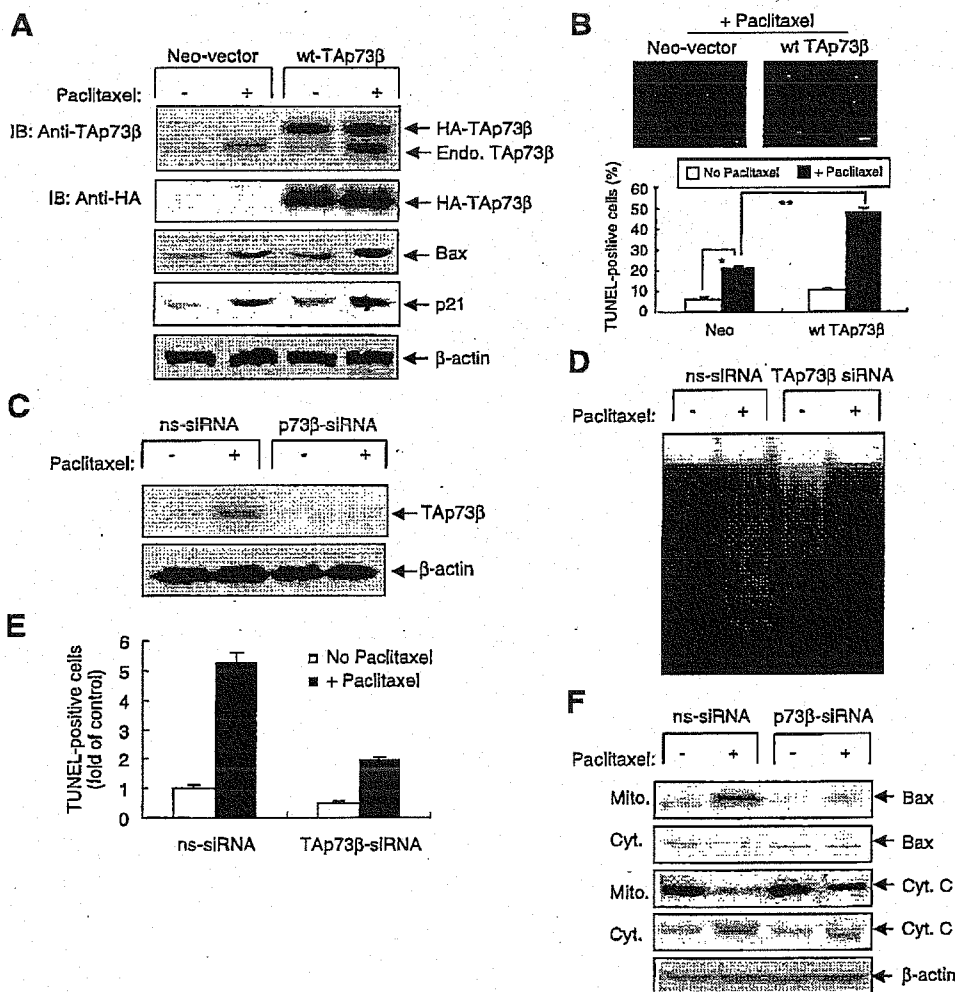 A
Neo-vector wt-TAp73β
Paclitaxel: - + - +
IB: Anti-TAp73β
HA-TAp73β
Endo. TAp73β
IB: Anti-HA
HA-TAp73β
Bax
p21
β-actin
B
+ Paclitaxel
Neo-vector wt TAp73β
No Paclitaxel + Paclitaxel
TUNEL-positive cells (%)
60
50
40
30
20
10
0
*
**
Neo wt TAp73β
C
ns-siRNA p73β-siRNA
Paclitaxel: - + - +
TAp73β
β-actin
D
ns-siRNA TAp73β siRNA
Paclitaxel: - + - +
E
TUNEL-positive cells
(fold of control)
6
5
4
3
2
1
0
No Paclitaxel
+ Paclitaxel
ns-siRNA TAp73β-siRNA
F
ns-siRNA p73β-siRNA
Paclitaxel: - + - +
Mito. Bax
Cyt. Bax
Mito. Cyt. C
Cyt. Cyt. C
β-actin